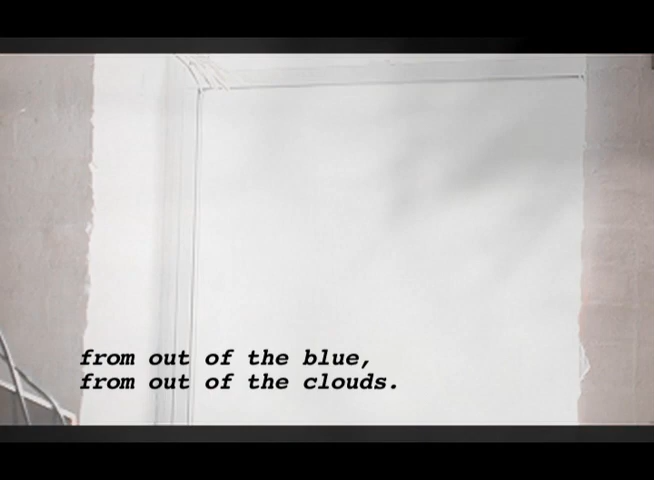 from out of the blue,
from out of the clouds.